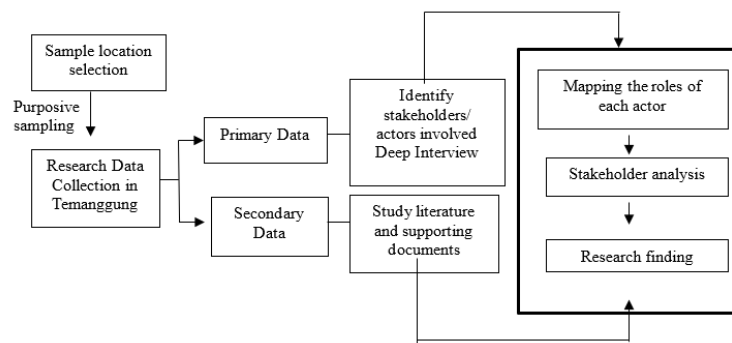 Sample location
selection
Purposive
sampling
Research Data
Collection in
Temanggung
Primary Data
Secondary
Data
Identify
stakeholders/
actors involved
Deep Interview
Study literature
and supporting
documents
Mapping the roles of
each actor
Stakeholder analysis
Research finding